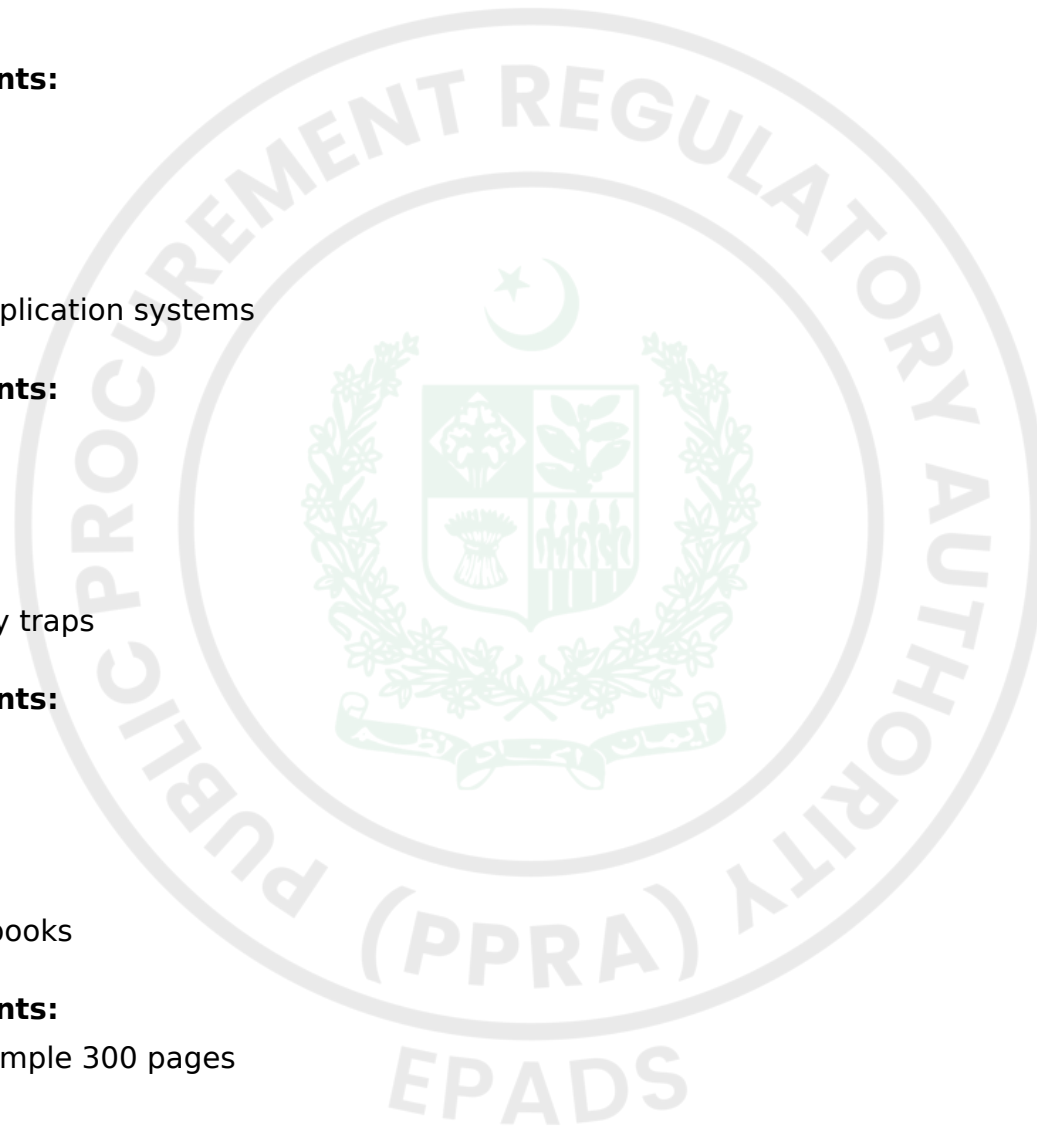 nts:
plication systems
nts:
y traps
nts:
ooks
nts:
mple 300 pages
PUBLIC PROCUREMENT REGULATORY AUTHORITY
(PPRA)
EPADS